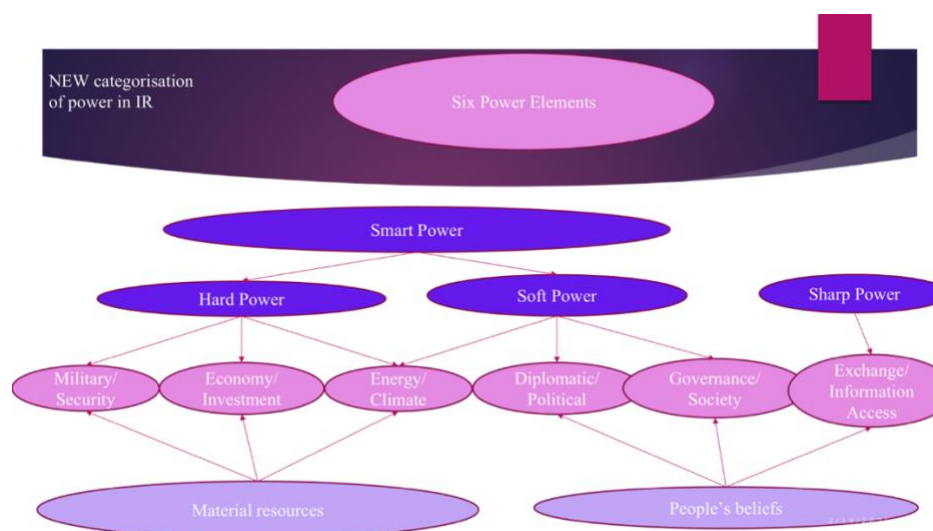 NEW categorisation
of power in IR
Six Power Elements
Smart Power
Hard Power
Soft Power
Sharp Power
Military/
Security
Economy/
Investment
Energy/
Climate
Diplomatic/
Political
Governance/
Society
Exchange/
Information
Access
Material resources
People’s beliefs